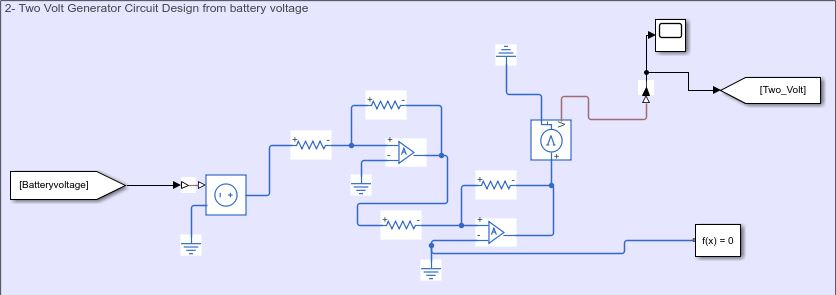 2- Two Volt Generator Circuit Design from battery voltage
[Two_Volt]
+ -
V
+ -
+ - A
+
[Batteryvoltage]
+ -
+ -
+ - A
f(x) = 0